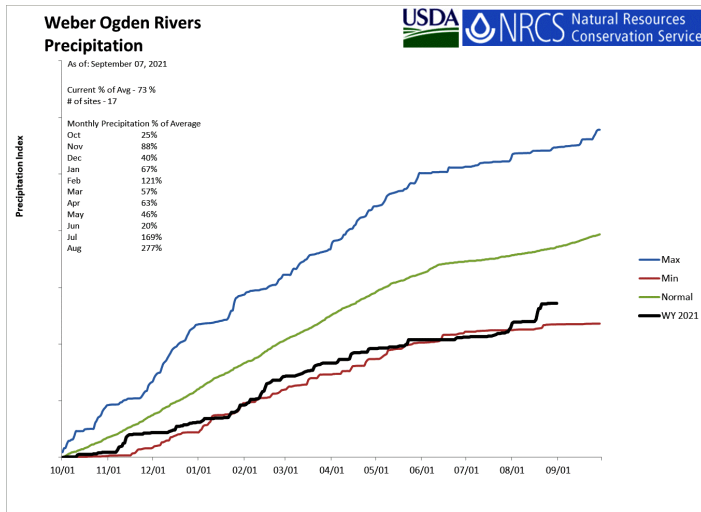 Weber Ogden Rivers
Precipitation
USDA
NRCS
Natural Resources
Conservation Service
As of: September 07, 2021
Current % of Avg - 73 %
# of sites - 17
Monthly Precipitation % of Average
Oct 25%
Nov 88%
Dec 40%
Jan 67%
Feb 121%
Mar 57%
Apr 63%
May 46%
Jun 20%
Jul 169%
Aug 277%
Precipitation Index
Max
Min
Normal
WY 2021
10/01 11/01 12/01 01/01 02/01 03/01 04/01 05/01 06/01 07/01 08/01 09/01